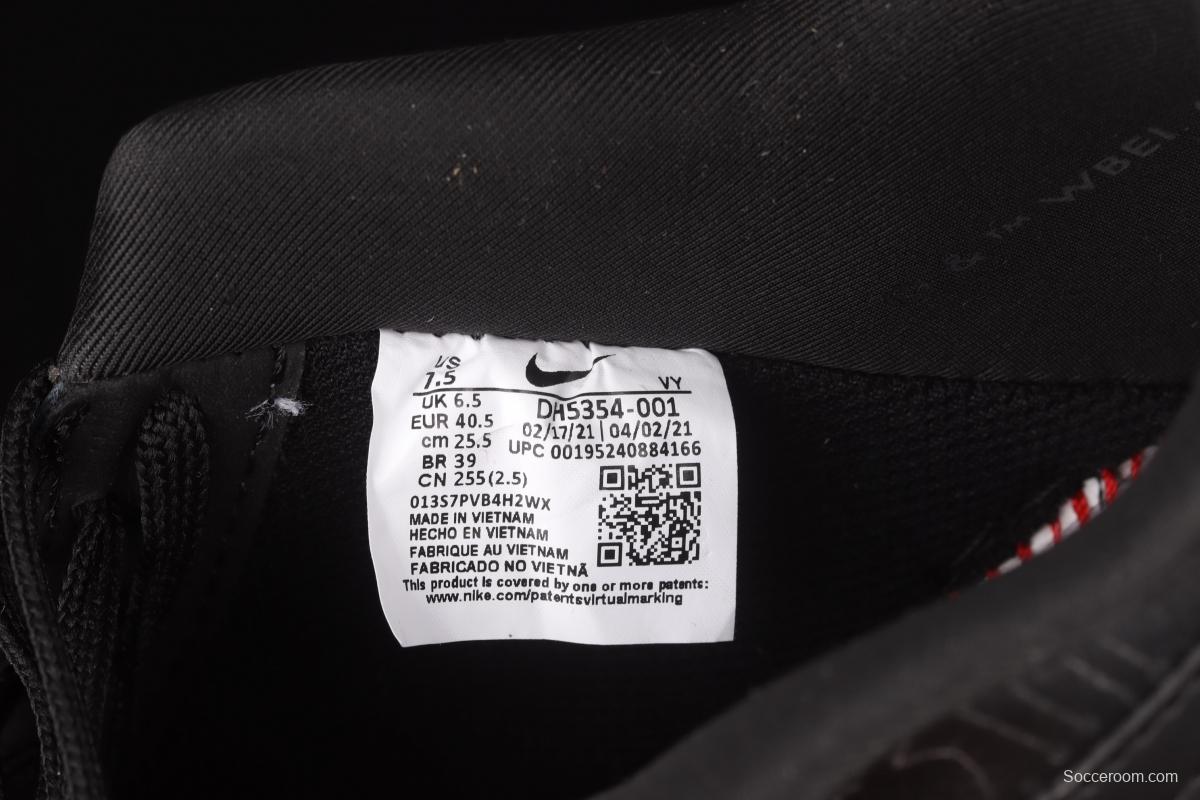 US
7.5
VY
UK 6.5
EUR 40.5
cm 25.5
BR 39
CN 255(2.5)
DH5354-001
02/17/21 | 04/02/21
UPC 00195240884166
013S7PVB4H2WX
MADE IN VIETNAM
HECHO EN VIETNAM
FABRIQUE AU VIETNAM
FABRICADO NO VIETNÃ
This product is covered by one or more patents:
www.nike.com/patentsvirtualmarking
& ™
Socceroom.com